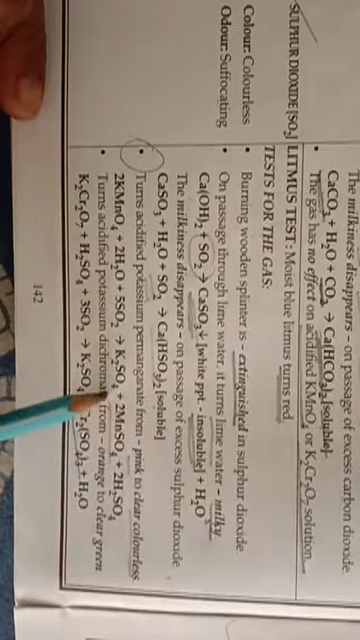 The milkiness disappears – on passage of excess carbon dioxide
CaCO₃ + H₂O + CO₂ → Ca(HCO₃)₂ [soluble]
• The gas has no effect on acidified KMnO₄ or K₂Cr₂O₇ solution
SULPHUR DIOXIDE [SO₂]
LITMUS TEST : Moist blue litmus turns red
TESTS FOR THE GAS:
Colour: Colourless
• Burning wooden splinter is – extinguished in sulphur dioxide
Odour: Suffocating
• On passage through lime water, it turns lime water – milky
Ca(OH)₂ + SO₂ → CaSO₃↓ [white ppt. - insoluble] + H₂O
The milkiness disappears – on passage of excess sulphur dioxide
CaSO₃ + H₂O + SO₂ → Ca(HSO₃)₂ [soluble]
• Turns acidified potassium permanganate from – pink to clear colourless
2KMnO₄ + 2H₂O + 5SO₂ → K₂SO₄ + 2MnSO₄ + 2H₂SO₄
• Turns acidified potassium from – orange to clear green
K₂Cr₂O₇ + H₂SO₄ + 3SO₂ → K₂SO₄ (SO₄)₃ + H₂O
142